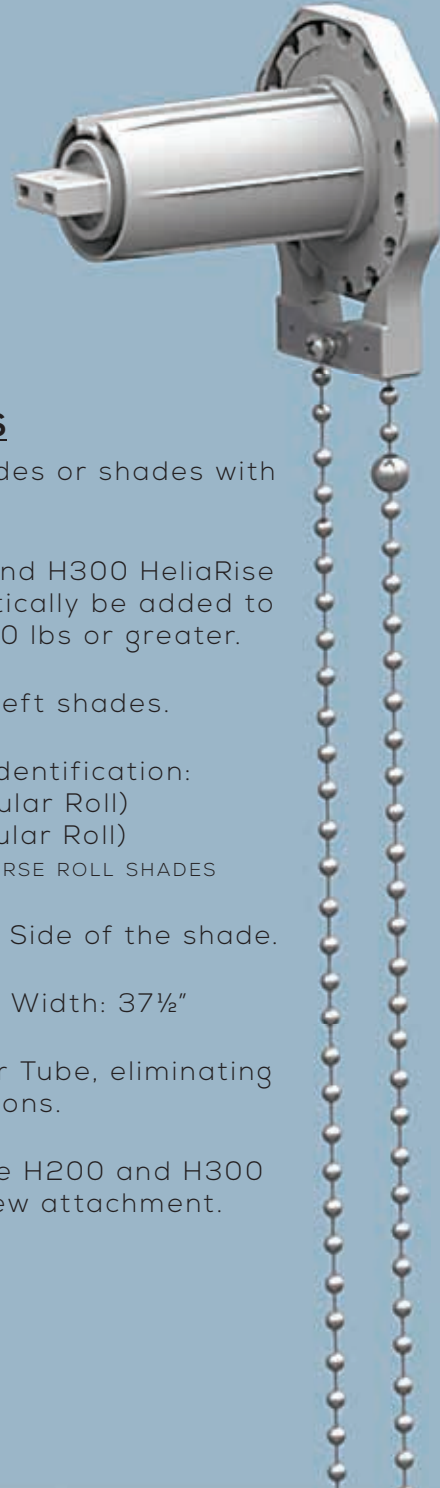 S
des or shades with
nd H300 HeliaRise
tically be added to
0 lbs or greater.
eft shades.
dentification:
ular Roll)
ular Roll)
RSE ROLL SHADES
Side of the shade.
Width: 37½"
r Tube, eliminating
ons.
e H200 and H300
ew attachment.